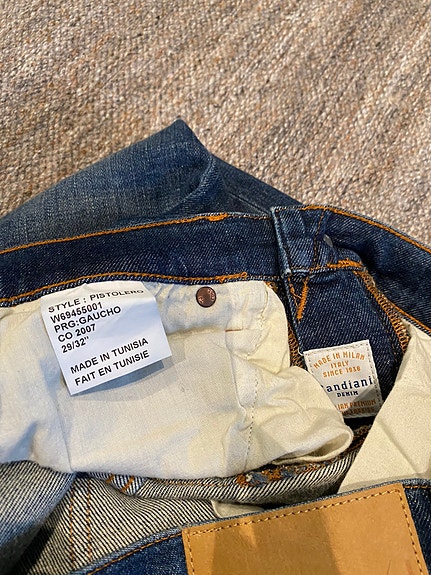 STYLE : PISTOLERO
W69455001
PRG:GAUCHO
CO 2007
29/32"
MADE IN TUNISIA
FAIT EN TUNISIE
MADE IN MILAN
ITALY
SINCE 1938
andiani
DENIM
PREMIUM